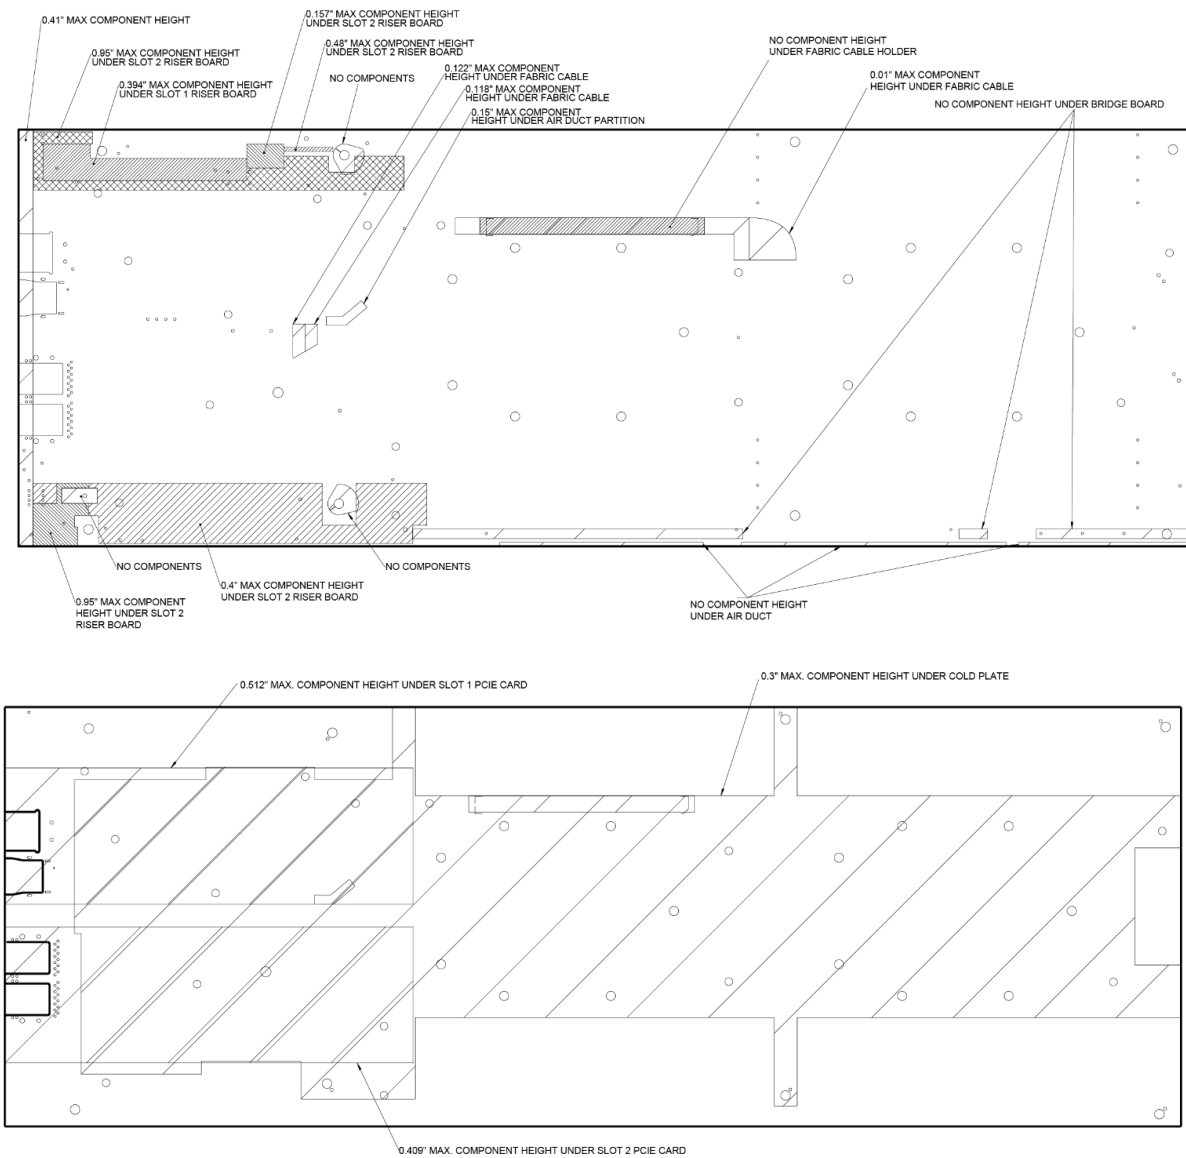 0.41" MAX COMPONENT HEIGHT
0.157" MAX COMPONENT HEIGHT
UNDER SLOT 2 RISER BOARD
0.95" MAX COMPONENT HEIGHT
UNDER SLOT 2 RISER BOARD
0.48" MAX COMPONENT HEIGHT
UNDER SLOT 2 RISER BOARD
0.394" MAX COMPONENT HEIGHT
UNDER SLOT 1 RISER BOARD
NO COMPONENTS
0.122" MAX COMPONENT
HEIGHT UNDER FABRIC CABLE
0.118" MAX COMPONENT
HEIGHT UNDER FABRIC CABLE
0.15" MAX COMPONENT
HEIGHT UNDER AIR DUCT PARTITION
NO COMPONENT HEIGHT
UNDER FABRIC CABLE HOLDER
0.01" MAX COMPONENT
HEIGHT UNDER FABRIC CABLE
NO COMPONENT HEIGHT UNDER BRIDGE BOARD
NO COMPONENTS
NO COMPONENTS
0.4" MAX COMPONENT HEIGHT
UNDER SLOT 2 RISER BOARD
0.95" MAX COMPONENT
HEIGHT UNDER SLOT 2
RISER BOARD
NO COMPONENT HEIGHT
UNDER AIR DUCT
0.512" MAX. COMPONENT HEIGHT UNDER SLOT 1 PCIE CARD
0.3" MAX. COMPONENT HEIGHT UNDER COLD PLATE
0.409" MAX. COMPONENT HEIGHT UNDER SLOT 2 PCIE CARD